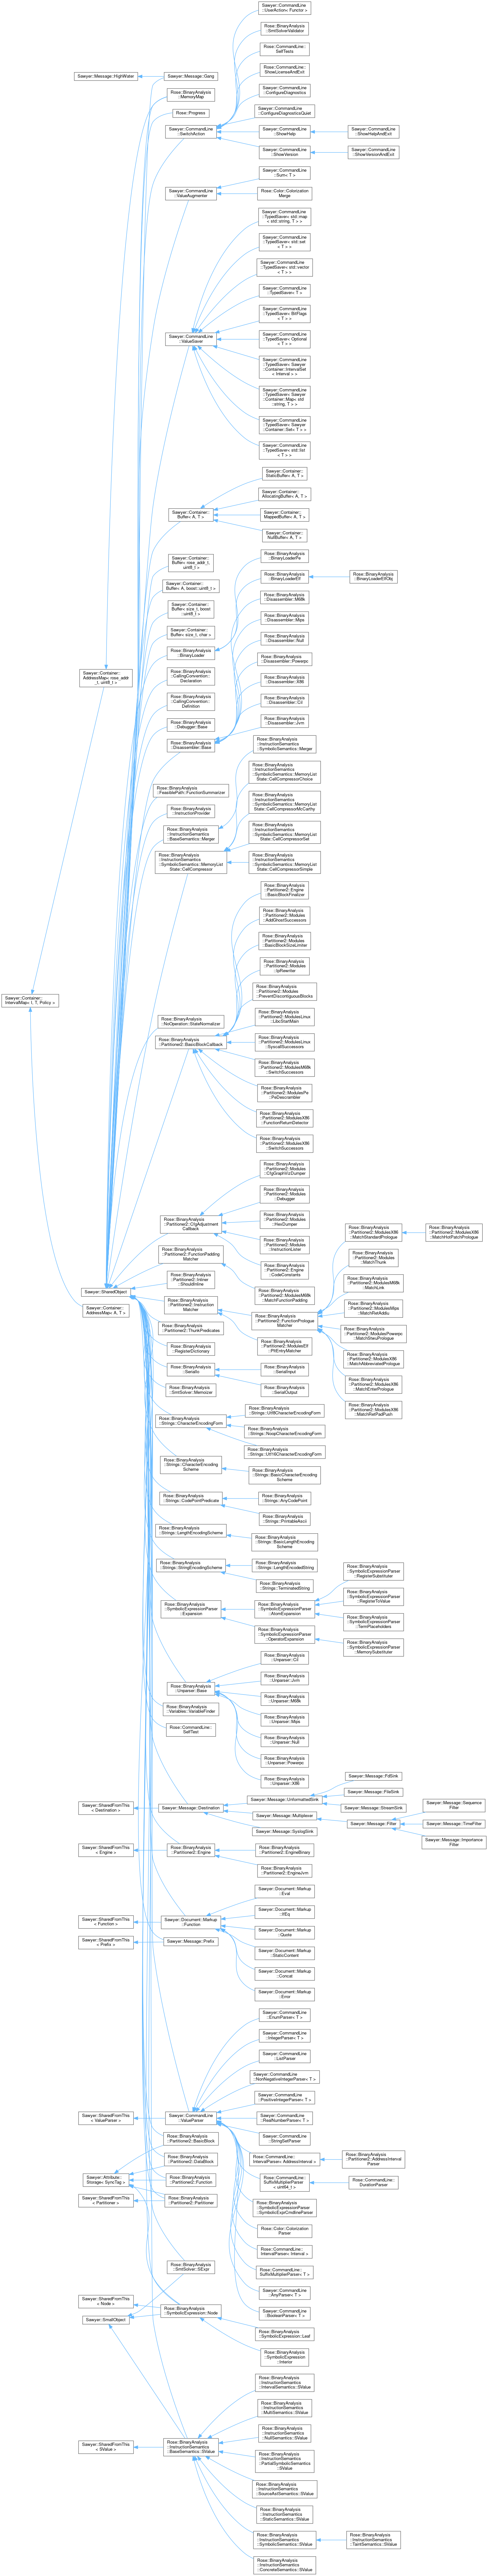 Sawyer::CommandLine
::UserAction< Functor >
Rose::BinaryAnalysis
::SmtSolverValidator
Rose::CommandLine::
SelfTests
Rose::CommandLine::
ShowLicenseAndExit
Sawyer::CommandLine
::ConfigureDiagnostics
Sawyer::CommandLine
::ConfigureDiagnosticsQuiet
Sawyer::CommandLine
::ShowHelp
Sawyer::CommandLine
::ShowHelpAndExit
Sawyer::CommandLine
::ShowVersion
Sawyer::CommandLine
::ShowVersionAndExit
Sawyer::Message::HighWater
Sawyer::Message::Gang
Rose::BinaryAnalysis
::MemoryMap
Rose::Progress
Sawyer::CommandLine
::SwitchAction
Sawyer::CommandLine
::ValueAugmenter
Sawyer::CommandLine
::Sum< T >
Rose::Color::Colorization
Merge
Sawyer::CommandLine
::TypedSaver< std::map
< std::string, T > >
Sawyer::CommandLine
::TypedSaver< std::set
< T > >
Sawyer::CommandLine
::TypedSaver< std::vector
< T > >
Sawyer::CommandLine
::TypedSaver< T >
Sawyer::CommandLine
::TypedSaver< BitFlags
< T > >
Sawyer::CommandLine
::TypedSaver< Optional
< T > >
Sawyer::CommandLine
::TypedSaver< Sawyer
::Container::IntervalSet
< Interval > >
Sawyer::CommandLine
::TypedSaver< Sawyer
::Container::Map< std
::string, T > >
Sawyer::CommandLine
::TypedSaver< Sawyer
::Container::Set< T > >
Sawyer::CommandLine
::TypedSaver< std::list
< T > >
Sawyer::CommandLine
::ValueSaver
Sawyer::Container::
StaticBuffer< A, T >
Sawyer::Container::
AllocatingBuffer< A, T >
Sawyer::Container::
MappedBuffer< A, T >
Sawyer::Container::
NullBuffer< A, T >
Sawyer::Container::
Buffer< A, T >
Sawyer::Container::
Buffer< rose_addr_t,
uint8_t >
Sawyer::Container::
Buffer< A, boost::uint8_t >
Sawyer::Container::
Buffer< size_t, boost
::uint8_t >
Sawyer::Container::
Buffer< size_t, char >
Rose::BinaryAnalysis
::BinaryLoader
Rose::BinaryAnalysis
::CallingConvention::
Declaration
Rose::BinaryAnalysis
::CallingConvention::
Definition
Rose::BinaryAnalysis
::Debugger::Base
Rose::BinaryAnalysis
::Disassembler::Base
Rose::BinaryAnalysis
::BinaryLoaderPe
Rose::BinaryAnalysis
::BinaryLoaderElf
Rose::BinaryAnalysis
::BinaryLoaderElfObj
Rose::BinaryAnalysis
::Disassembler::M68k
Rose::BinaryAnalysis
::Disassembler::Mips
Rose::BinaryAnalysis
::Disassembler::Null
Rose::BinaryAnalysis
::Disassembler::Powerpc
Rose::BinaryAnalysis
::Disassembler::X86
Rose::BinaryAnalysis
::Disassembler::Cil
Rose::BinaryAnalysis
::Disassembler::Jvm
Sawyer::Container::
AddressMap< rose_addr
_t, uint8_t >
Rose::BinaryAnalysis
::FeasiblePath::FunctionSummarizer
Rose::BinaryAnalysis
::InstructionProvider
Rose::BinaryAnalysis
::InstructionSemantics
::BaseSemantics::Merger
Rose::BinaryAnalysis
::InstructionSemantics
::SymbolicSemantics::MemoryList
State::CellCompressor
Rose::BinaryAnalysis
::InstructionSemantics
::SymbolicSemantics::Merger
Rose::BinaryAnalysis
::InstructionSemantics
::SymbolicSemantics::MemoryList
State::CellCompressorChoice
Rose::BinaryAnalysis
::InstructionSemantics
::SymbolicSemantics::MemoryList
State::CellCompressorMcCarthy
Rose::BinaryAnalysis
::InstructionSemantics
::SymbolicSemantics::MemoryList
State::CellCompressorSet
Rose::BinaryAnalysis
::InstructionSemantics
::SymbolicSemantics::MemoryList
State::CellCompressorSimple
Sawyer::Container::
IntervalMap< I, T, Policy >
Rose::BinaryAnalysis
::NoOperation::StateNormalizer
Rose::BinaryAnalysis
::Partitioner2::BasicBlockCallback
Rose::BinaryAnalysis
::Partitioner2::Engine
::BasicBlockFinalizer
Rose::BinaryAnalysis
::Partitioner2::Modules
::AddGhostSuccessors
Rose::BinaryAnalysis
::Partitioner2::Modules
::BasicBlockSizeLimiter
Rose::BinaryAnalysis
::Partitioner2::Modules
::IpRewriter
Rose::BinaryAnalysis
::Partitioner2::Modules
::PreventDiscontiguousBlocks
Rose::BinaryAnalysis
::Partitioner2::ModulesLinux
::LibcStartMain
Rose::BinaryAnalysis
::Partitioner2::ModulesLinux
::SyscallSuccessors
Rose::BinaryAnalysis
::Partitioner2::ModulesM68k
::SwitchSuccessors
Rose::BinaryAnalysis
::Partitioner2::ModulesPe
::PeDescrambler
Rose::BinaryAnalysis
::Partitioner2::ModulesX86
::FunctionReturnDetector
Rose::BinaryAnalysis
::Partitioner2::ModulesX86
::SwitchSuccessors
Sawyer::SharedObject
Sawyer::Container::
AddressMap< A, T >
Rose::BinaryAnalysis
::Partitioner2::CfgAdjustment
Callback
Rose::BinaryAnalysis
::Partitioner2::FunctionPadding
Matcher
Rose::BinaryAnalysis
::Partitioner2::Inliner
::ShouldInline
Rose::BinaryAnalysis
::Partitioner2::Instruction
Matcher
Rose::BinaryAnalysis
::Partitioner2::ThunkPredicates
Rose::BinaryAnalysis
::RegisterDictionary
Rose::BinaryAnalysis
::SerialIo
Rose::BinaryAnalysis
::SmtSolver::Memoizer
Rose::BinaryAnalysis
::Partitioner2::Modules
::CfgGraphVizDumper
Rose::BinaryAnalysis
::Partitioner2::Modules
::Debugger
Rose::BinaryAnalysis
::Partitioner2::Modules
::HexDumper
Rose::BinaryAnalysis
::Partitioner2::Modules
::InstructionLister
Rose::BinaryAnalysis
::Partitioner2::Engine
::CodeConstants
Rose::BinaryAnalysis
::Partitioner2::ModulesM68k
::MatchFunctionPadding
Rose::BinaryAnalysis
::Partitioner2::FunctionPrologue
Matcher
Rose::BinaryAnalysis
::Partitioner2::ModulesElf
::PltEntryMatcher
Rose::BinaryAnalysis
::Partitioner2::ModulesX86
::MatchStandardPrologue
Rose::BinaryAnalysis
::Partitioner2::ModulesX86
::MatchHotPatchPrologue
Rose::BinaryAnalysis
::Partitioner2::Modules
::MatchThunk
Rose::BinaryAnalysis
::Partitioner2::ModulesM68k
::MatchLink
Rose::BinaryAnalysis
::Partitioner2::ModulesMips
::MatchRetAddiu
Rose::BinaryAnalysis
::Partitioner2::ModulesPowerpc
::MatchStwuPrologue
Rose::BinaryAnalysis
::Partitioner2::ModulesX86
::MatchAbbreviatedPrologue
Rose::BinaryAnalysis
::Partitioner2::ModulesX86
::MatchEnterPrologue
Rose::BinaryAnalysis
::Partitioner2::ModulesX86
::MatchRetPadPush
Rose::BinaryAnalysis
::SerialInput
Rose::BinaryAnalysis
::SerialOutput
Rose::BinaryAnalysis
::Strings::CharacterEncodingForm
Rose::BinaryAnalysis
::Strings::Utf8CharacterEncodingForm
Rose::BinaryAnalysis
::Strings::NoopCharacterEncodingForm
Rose::BinaryAnalysis
::Strings::Utf16CharacterEncodingForm
Rose::BinaryAnalysis
::Strings::CharacterEncoding
Scheme
Rose::BinaryAnalysis
::Strings::BasicCharacterEncoding
Scheme
Rose::BinaryAnalysis
::Strings::CodePointPredicate
Rose::BinaryAnalysis
::Strings::AnyCodePoint
Rose::BinaryAnalysis
::Strings::PrintableAscii
Rose::BinaryAnalysis
::Strings::LengthEncodingScheme
Rose::BinaryAnalysis
::Strings::BasicLengthEncoding
Scheme
Rose::BinaryAnalysis
::Strings::StringEncodingScheme
Rose::BinaryAnalysis
::Strings::LengthEncodedString
Rose::BinaryAnalysis
::Strings::TerminatedString
Rose::BinaryAnalysis
::SymbolicExpressionParser
::Expansion
Rose::BinaryAnalysis
::SymbolicExpressionParser
::AtomExpansion
Rose::BinaryAnalysis
::SymbolicExpressionParser
::OperatorExpansion
Rose::BinaryAnalysis
::SymbolicExpressionParser
::RegisterSubstituter
Rose::BinaryAnalysis
::SymbolicExpressionParser
::RegisterToValue
Rose::BinaryAnalysis
::SymbolicExpressionParser
::TermPlaceholders
Rose::BinaryAnalysis
::SymbolicExpressionParser
::MemorySubstituter
Rose::BinaryAnalysis
::Unparser::Base
Rose::BinaryAnalysis
::Variables::VariableFinder
Rose::CommandLine::
SelfTest
Rose::BinaryAnalysis
::Unparser::Cil
Rose::BinaryAnalysis
::Unparser::Jvm
Rose::BinaryAnalysis
::Unparser::M68k
Rose::BinaryAnalysis
::Unparser::Mips
Rose::BinaryAnalysis
::Unparser::Null
Rose::BinaryAnalysis
::Unparser::Powerpc
Rose::BinaryAnalysis
::Unparser::X86
Sawyer::SharedFromThis
< Destination >
Sawyer::Message::Destination
Sawyer::Message::UnformattedSink
Sawyer::Message::Multiplexer
Sawyer::Message::SyslogSink
Sawyer::Message::FdSink
Sawyer::Message::FileSink
Sawyer::Message::StreamSink
Sawyer::Message::Filter
Sawyer::Message::Sequence
Filter
Sawyer::Message::TimeFilter
Sawyer::Message::Importance
Filter
Sawyer::SharedFromThis
< Engine >
Rose::BinaryAnalysis
::Partitioner2::Engine
Rose::BinaryAnalysis
::Partitioner2::EngineBinary
Rose::BinaryAnalysis
::Partitioner2::EngineJvm
Sawyer::SharedFromThis
< Function >
Sawyer::Document::Markup
::Function
Sawyer::SharedFromThis
< Prefix >
Sawyer::Message::Prefix
Sawyer::Document::Markup
::Eval
Sawyer::Document::Markup
::IfEq
Sawyer::Document::Markup
::Quote
Sawyer::Document::Markup
::StaticContent
Sawyer::Document::Markup
::Concat
Sawyer::Document::Markup
::Error
Sawyer::CommandLine
::EnumParser< T >
Sawyer::CommandLine
::IntegerParser< T >
Sawyer::CommandLine
::ListParser
Sawyer::CommandLine
::NonNegativeIntegerParser< T >
Sawyer::CommandLine
::PositiveIntegerParser< T >
Sawyer::CommandLine
::RealNumberParser< T >
Sawyer::CommandLine
::StringSetParser
Sawyer::SharedFromThis
< ValueParser >
Sawyer::CommandLine
::ValueParser
Rose::CommandLine::
IntervalParser< AddressInterval >
Rose::BinaryAnalysis
::Partitioner2::AddressInterval
Parser
Rose::CommandLine::
SuffixMultiplierParser
< uint64_t >
Rose::CommandLine::
DurationParser
Rose::BinaryAnalysis
::SymbolicExpressionParser
::SymbolicExprCmdlineParser
Rose::Color::Colorization
Parser
Rose::CommandLine::
IntervalParser< Interval >
Rose::CommandLine::
SuffixMultiplierParser< T >
Sawyer::CommandLine
::AnyParser< T >
Sawyer::CommandLine
::BooleanParser< T >
Rose::BinaryAnalysis
::Partitioner2::BasicBlock
Rose::BinaryAnalysis
::Partitioner2::DataBlock
Sawyer::Attribute::
Storage< SyncTag >
Rose::BinaryAnalysis
::Partitioner2::Function
Sawyer::SharedFromThis
< Partitioner >
Rose::BinaryAnalysis
::Partitioner2::Partitioner
Rose::BinaryAnalysis
::SmtSolver::SExpr
Sawyer::SharedFromThis
< Node >
Sawyer::SmallObject
Rose::BinaryAnalysis
::SymbolicExpression::Node
Rose::BinaryAnalysis
::SymbolicExpression::Leaf
Rose::BinaryAnalysis
::SymbolicExpression
::Interior
Sawyer::SharedFromThis
< SValue >
Rose::BinaryAnalysis
::InstructionSemantics
::BaseSemantics::SValue
Rose::BinaryAnalysis
::InstructionSemantics
::IntervalSemantics::SValue
Rose::BinaryAnalysis
::InstructionSemantics
::MultiSemantics::SValue
Rose::BinaryAnalysis
::InstructionSemantics
::NullSemantics::SValue
Rose::BinaryAnalysis
::InstructionSemantics
::PartialSymbolicSemantics
::SValue
Rose::BinaryAnalysis
::InstructionSemantics
::SourceAstSemantics::SValue
Rose::BinaryAnalysis
::InstructionSemantics
::StaticSemantics::SValue
Rose::BinaryAnalysis
::InstructionSemantics
::SymbolicSemantics::SValue
Rose::BinaryAnalysis
::InstructionSemantics
::TaintSemantics::SValue
Rose::BinaryAnalysis
::InstructionSemantics
::ConcreteSemantics::SValue